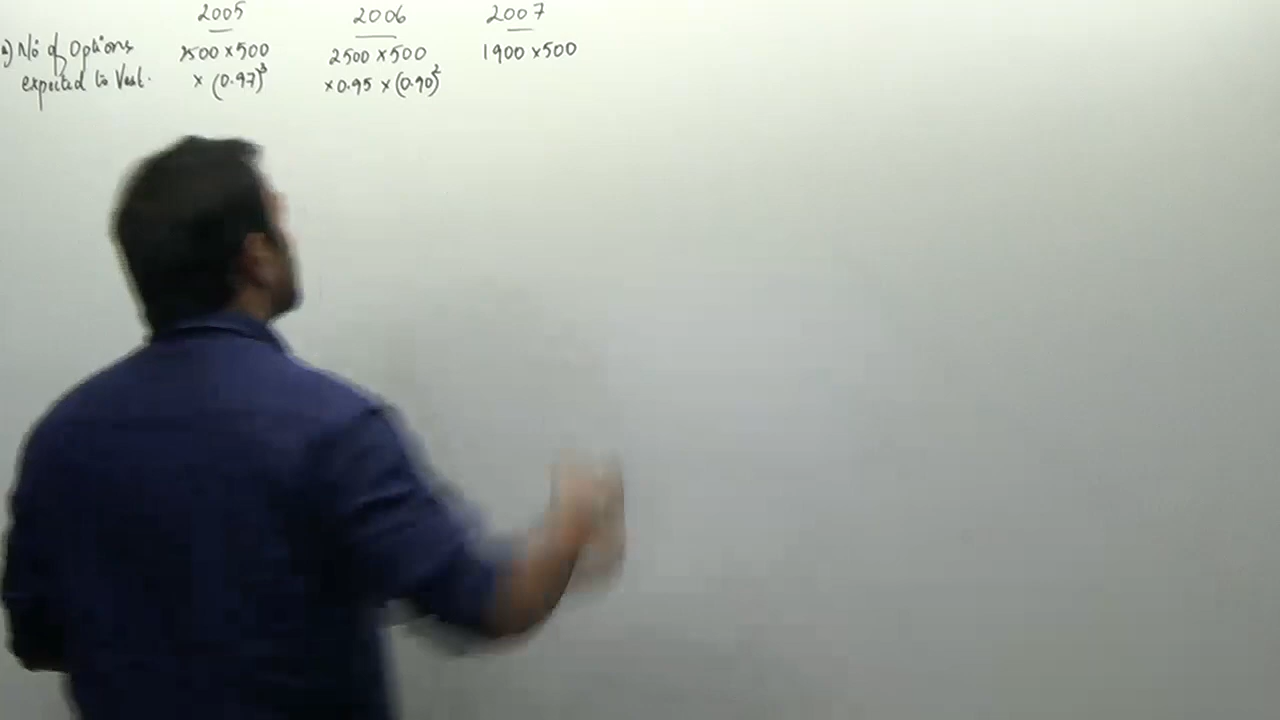 2005 2006 2007
a) No of Options 2500 × 500 2500 × 500 1900 × 500
expected to Vest. × (0.97)³ × 0.95 × (0.90)²